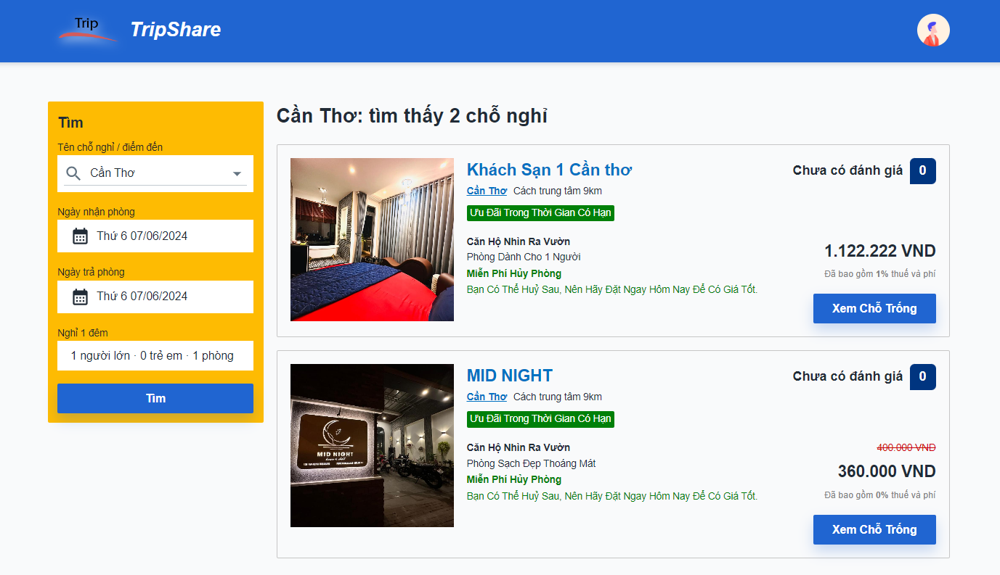 Trip
TripShare
Tìm
Tên chỗ nghỉ / điểm đến
Cần Thơ
Ngày nhận phòng
Thứ 6 07/06/2024
Ngày trả phòng
Thứ 6 07/06/2024
Nghỉ 1 đêm
1 người lớn · 0 trẻ em · 1 phòng
Tìm
Cần Thơ: tìm thấy 2 chỗ nghỉ
Khách Sạn 1 Cần thơ
Chưa có đánh giá 0
Cần Thơ Cách trung tâm 9km
Ưu Đãi Trong Thời Gian Có Hạn
Căn Hộ Nhìn Ra Vườn
Phòng Dành Cho 1 Người
Miễn Phí Hủy Phòng
Bạn Có Thể Huỷ Sau, Nên Hãy Đặt Ngay Hôm Nay Để Có Giá Tốt.
1.122.222 VND
Đã bao gồm 1% thuế và phí
Xem Chỗ Trống
MID NIGHT
MID NIGHT
Chưa có đánh giá 0
Cần Thơ Cách trung tâm 9km
Ưu Đãi Trong Thời Gian Có Hạn
Căn Hộ Nhìn Ra Vườn
Phòng Sạch Đẹp Thoáng Mát
Miễn Phí Hủy Phòng
Bạn Có Thể Huỷ Sau, Nên Hãy Đặt Ngay Hôm Nay Để Có Giá Tốt.
400.000 VND
360.000 VND
Đã bao gồm 0% thuế và phí
Xem Chỗ Trống